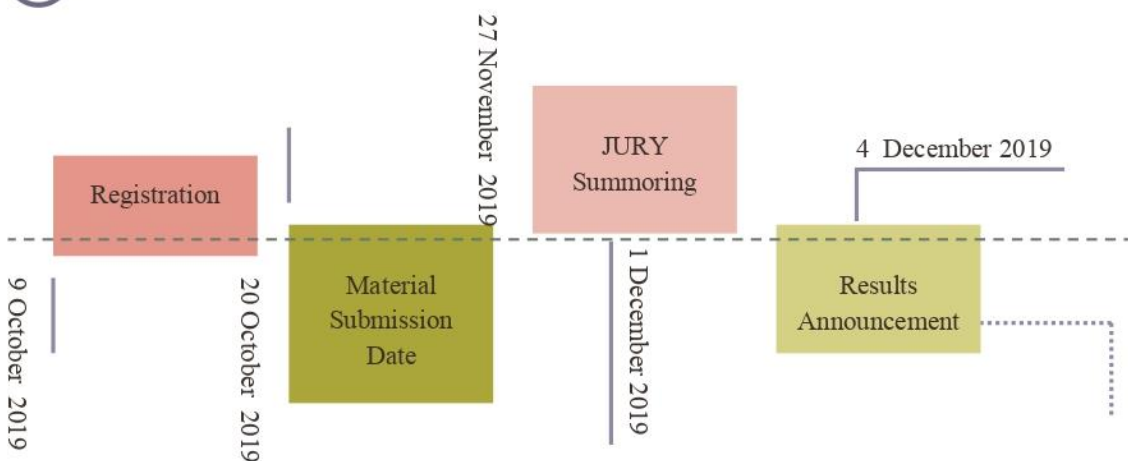 Registration
9 October 2019
20 October 2019
Material
Submission
Date
27 November 2019
JURY
Summoring
1 December 2019
4 December 2019
Results
Announcement